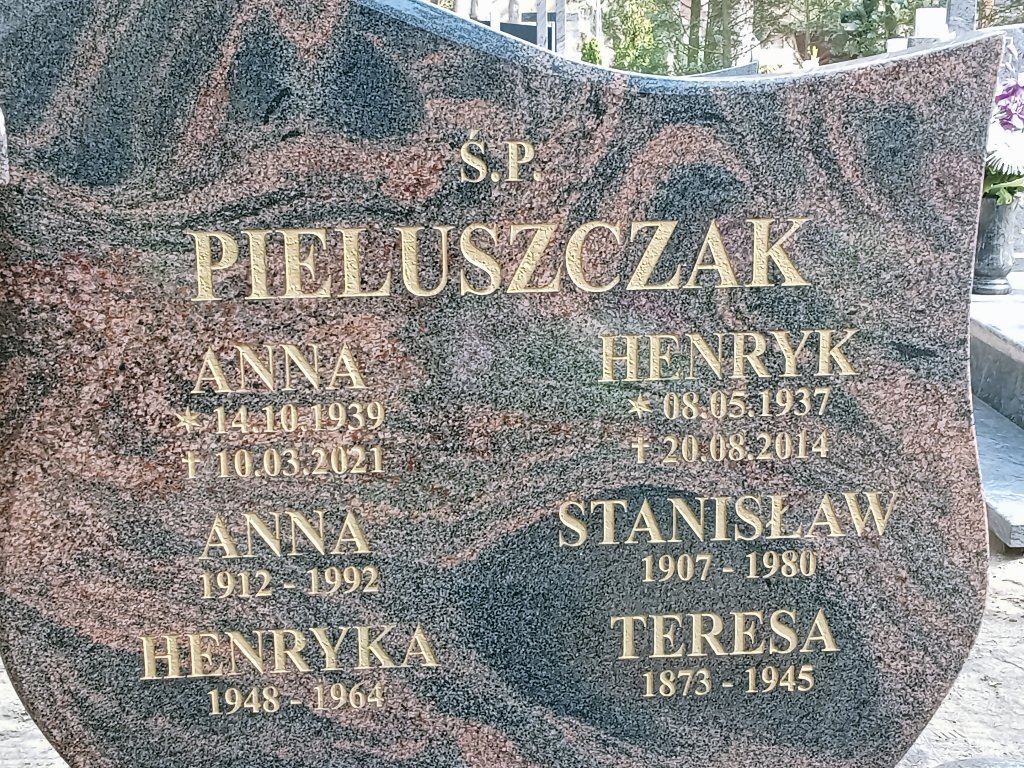 Ś.P.
PIELUSZCZAK
ANNA
✶ 14.10.1939
† 10.03.2021
HENRYK
✶ 08.05.1937
† 20.08.2014
ANNA
1912 - 1992
STANISŁAW
1907 - 1980
HENRYKA
1948 - 1964
TERESA
1873 - 1945